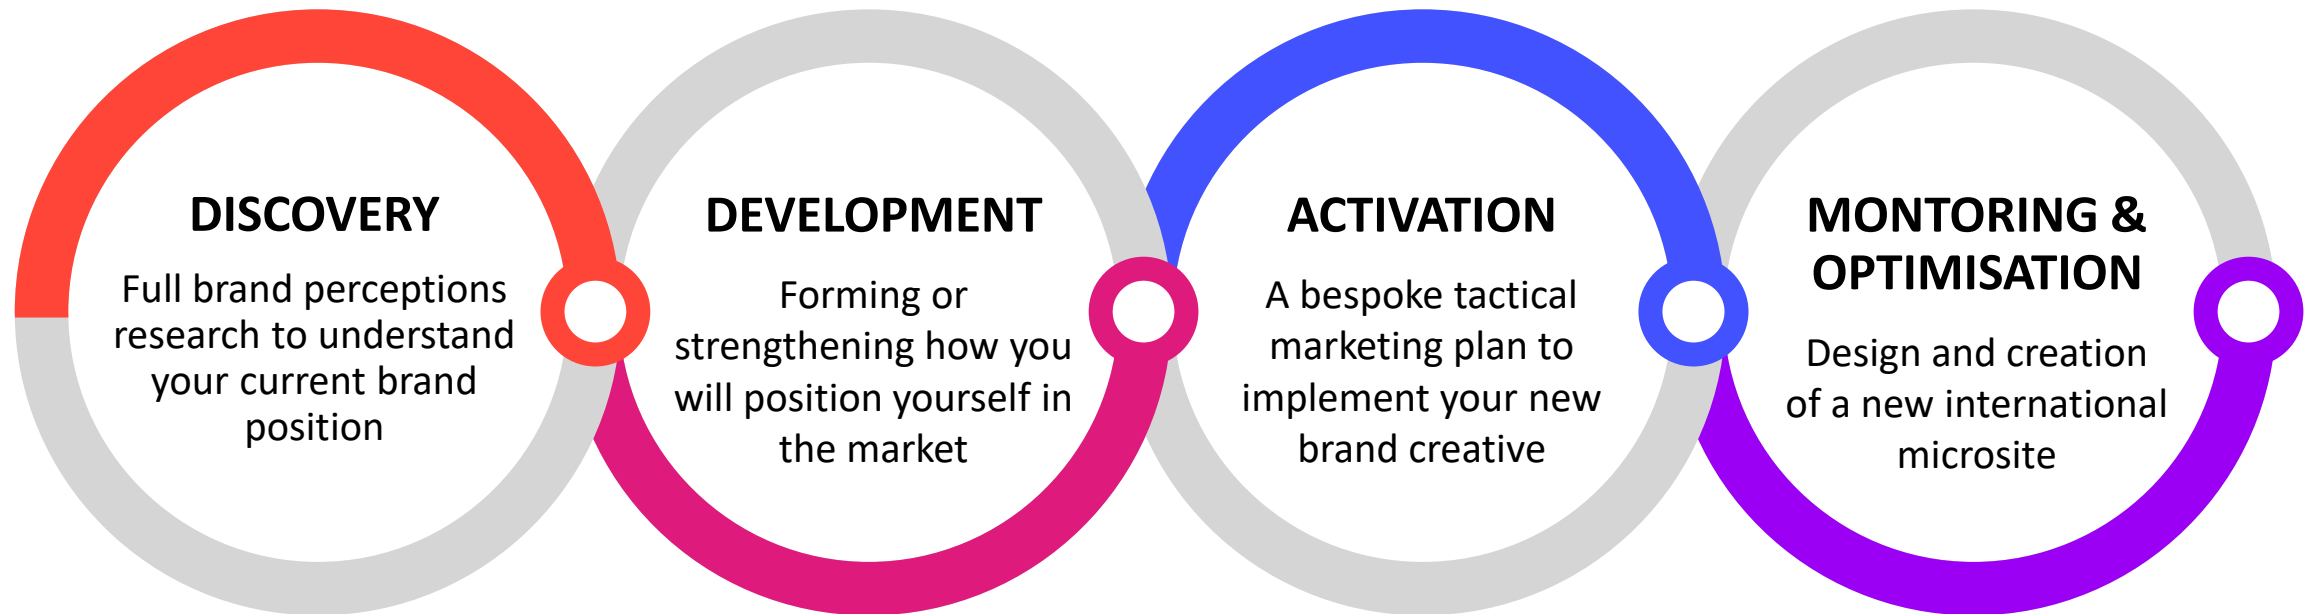 DISCOVERY
Full brand perceptions
research to understand
your current brand
position
DEVELOPMENT
Forming or
strengthening how you
will position yourself in
the market
ACTIVATION
A bespoke tactical
marketing plan to
implement your new
brand creative
MONTORING &
OPTIMISATION
Design and creation
of a new international
microsite